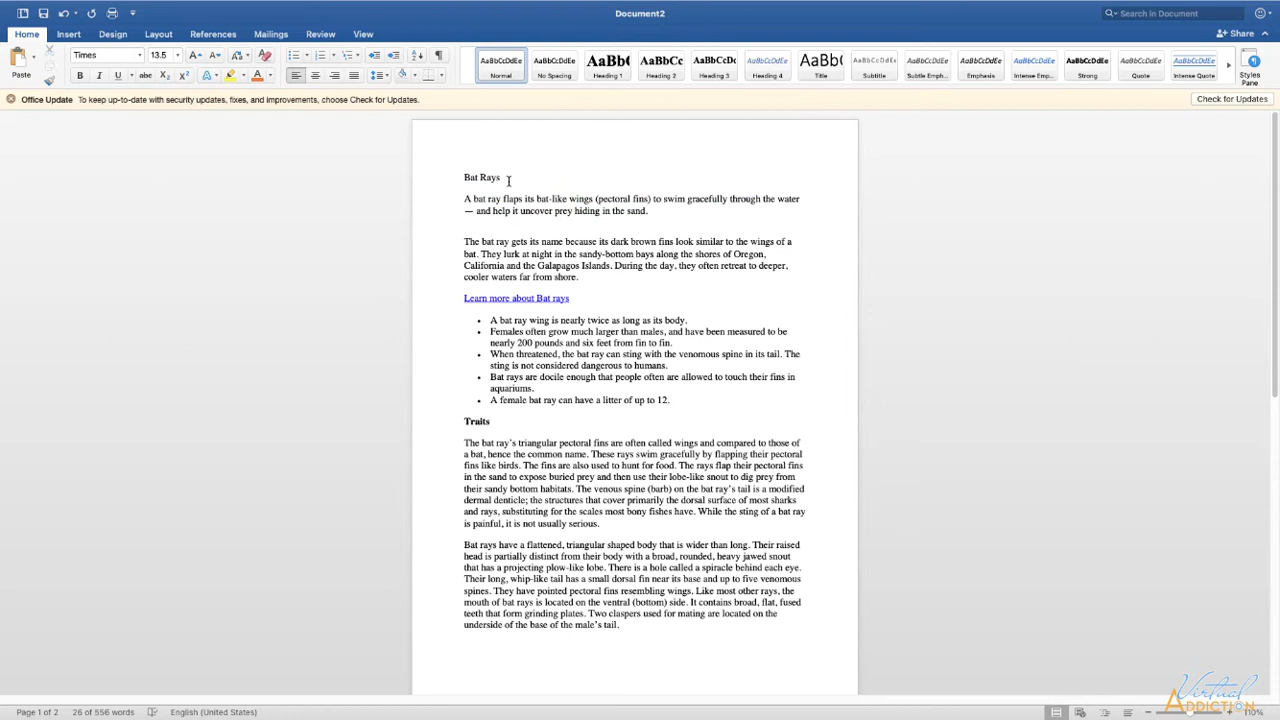 Document2
Search in Document
Home Insert Design Layout References Mailings Review View
Share
Times 13.5
Paste
AaBbCcDdEe AaBbCcDdEe AaBbC AaBbCc AaBbCcDc AaBbCcDdEe AaBb AaBbCcDdEe AaBbCcDdEe AaBbCcDdEe AaBbCcDdEe AaBbCcDdEe AaBbCcDdEe AaBbCcDdEe
Normal No Spacing Heading 1 Heading 2 Heading 3 Heading 4 Title Subtitle Subtle Emph... Emphasis Intense Emp... Strong Quote Intense Quote
Styles Pane
Office Update To keep up-to-date with security updates, fixes, and improvements, choose Check for Updates.
Check for Updates
Bat Rays
A bat ray flaps its bat-like wings (pectoral fins) to swim gracefully through the water
— and help it uncover prey hiding in the sand.
The bat ray gets its name because its dark brown fins look similar to the wings of a
bat. They lurk at night in the sandy-bottom bays along the shores of Oregon,
California and the Galapagos Islands. During the day, they often retreat to deeper,
cooler waters far from shore.
Learn more about Bat rays
• A bat ray wing is nearly twice as long as its body.
• Females often grow much larger than males, and have been measured to be
nearly 200 pounds and six feet from fin to fin.
• When threatened, the bat ray can sting with the venomous spine in its tail. The
sting is not considered dangerous to humans.
• Bat rays are docile enough that people often are allowed to touch their fins in
aquariums.
• A female bat ray can have a litter of up to 12.
Traits
The bat ray's triangular pectoral fins are often called wings and compared to those of
a bat, hence the common name. These rays swim gracefully by flapping their pectoral
fins like birds. The fins are also used to hunt for food. The rays flap their pectoral fins
in the sand to expose buried prey and then use their lobe-like snout to dig prey from
their sandy bottom habitats. The venous spine (barb) on the bat ray's tail is a modified
dermal denticle; the structures that cover primarily the dorsal surface of most sharks
and rays, substituting for the scales most bony fishes have. While the sting of a bat ray
is painful, it is not usually serious.
Bat rays have a flattened, triangular shaped body that is wider than long. Their raised
head is partially distinct from their body with a broad, rounded, heavy jawed snout
that has a projecting plow-like lobe. There is a hole called a spiracle behind each eye.
Their long, whip-like tail has a small dorsal fin near its base and up to five venomous
spines. They have pointed pectoral fins resembling wings. Like most other rays, the
mouth of bat rays is located on the ventral (bottom) side. It contains broad, flat, fused
teeth that form grinding plates. Two claspers used for mating are located on the
underside of the base of the male's tail.
Virtual
ADDICTION
Page 1 of 2 26 of 556 words English (United States) 110%